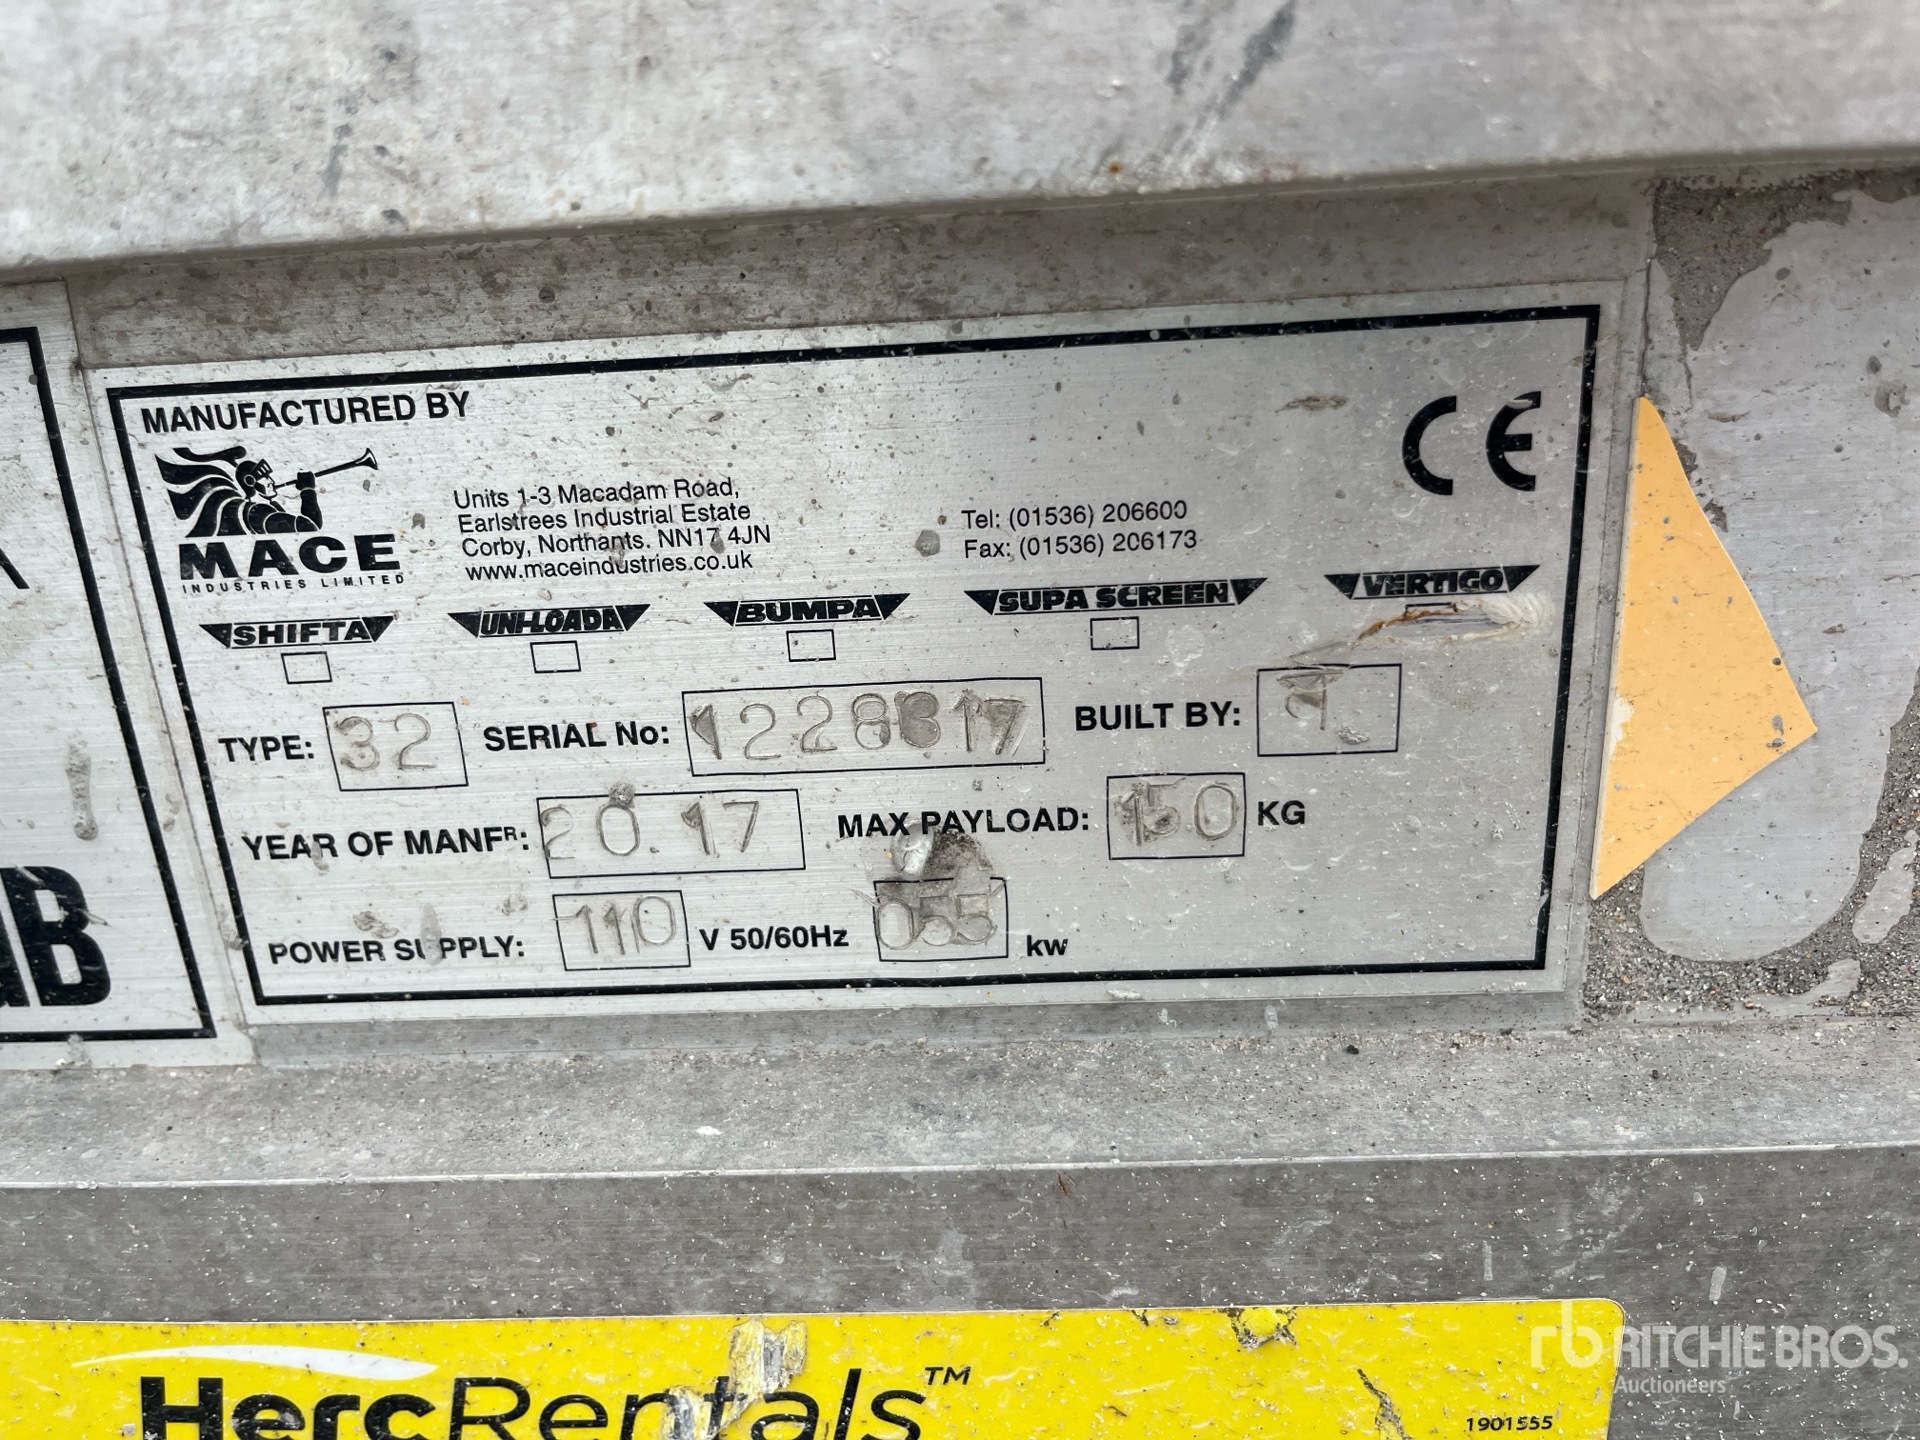 MANUFACTURED BY
MACE
INDUSTRIES LIMITED
Units 1-3 Macadam Road,
Earlstrees Industrial Estate
Corby, Northants. NN17 4JN
www.maceindustries.co.uk
Tel: (01536) 206600
Fax: (01536) 206173
CE
SHIFTA UNI-LOADA BUMPA SUPA SCREEN VERTIGO
TYPE: 32 SERIAL No: BUILT BY:
YEAR OF MANFR: 2017 MAX PAYLOAD: 150 KG
POWER SUPPLY: 110 V 50/60Hz 055 kw
HercRentals™
1901555
rb RITCHIE BROS.
Auctioneers